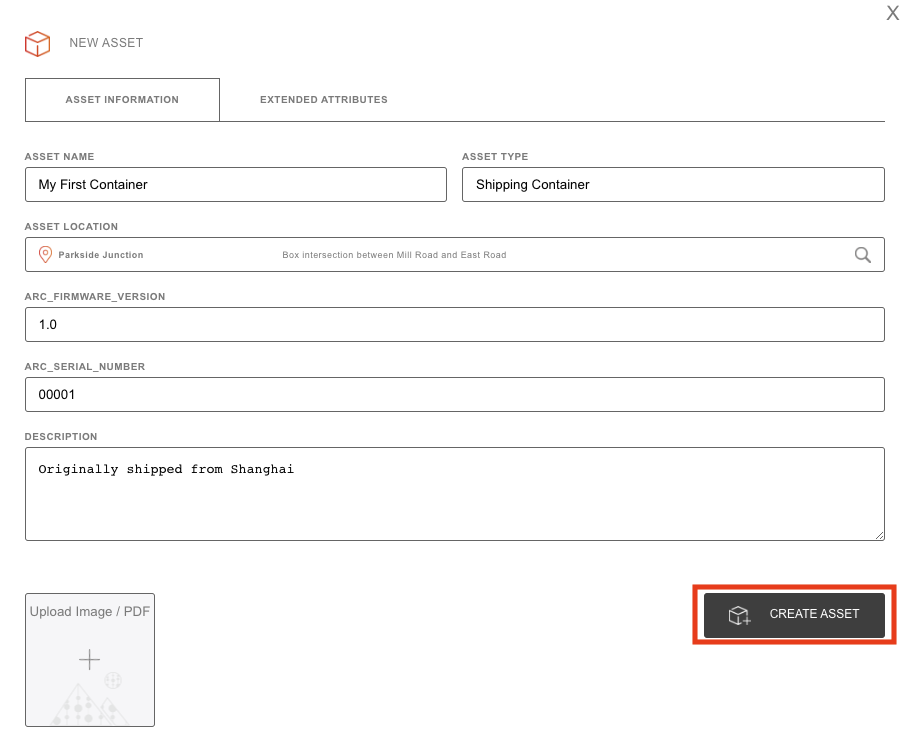 X
NEW ASSET
ASSET INFORMATION
EXTENDED ATTRIBUTES
ASSET NAME
ASSET TYPE
My First Container
Shipping Container
ASSET LOCATION
Parkside Junction
Box intersection between Mill Road and East Road
ARC_FIRMWARE_VERSION
1.0
ARC_SERIAL_NUMBER
00001
DESCRIPTION
Originally shipped from Shanghai
Upload Image / PDF
CREATE ASSET